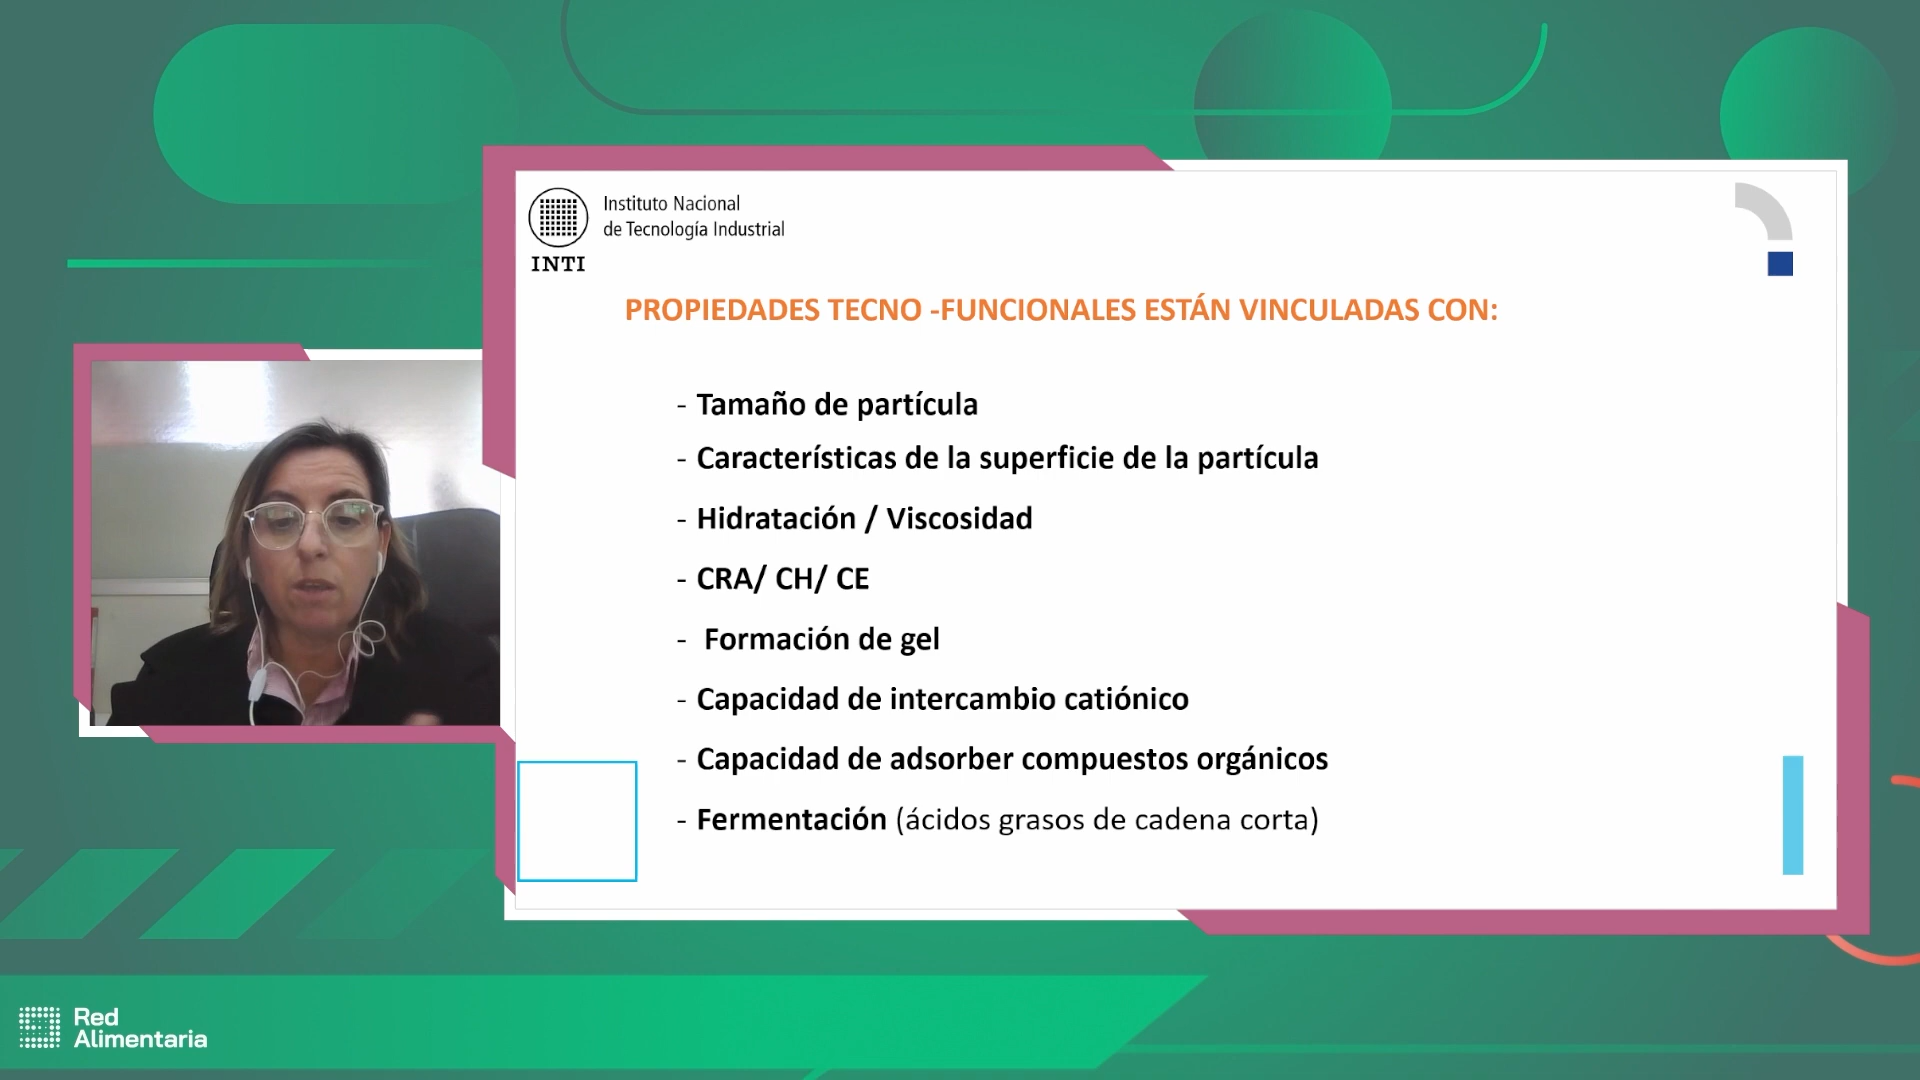 Instituto Nacional
de Tecnología Industrial
INTI
PROPIEDADES TECNO -FUNCIONALES ESTÁN VINCULADAS CON:
- Tamaño de partícula
- Características de la superficie de la partícula
- Hidratación / Viscosidad
- CRA/ CH/ CE
- Formación de gel
- Capacidad de intercambio catiónico
- Capacidad de adsorber compuestos orgánicos
- Fermentación (ácidos grasos de cadena corta)
Red
Alimentaria